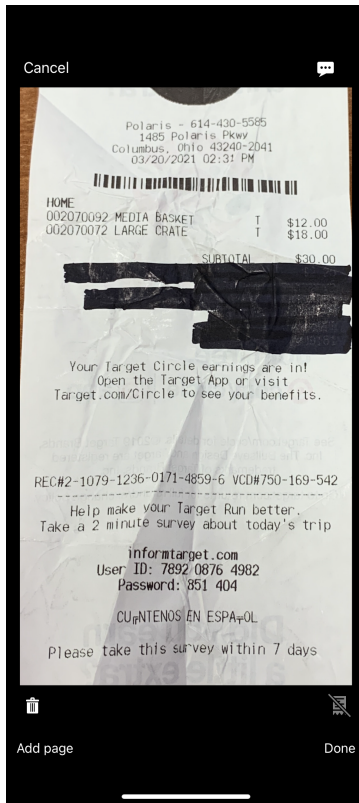 Cancel
Polaris - 614-430-5585
1485 Polaris Pkwy
Columbus, Ohio 43240-2041
03/20/2021 02:31 PM
HOME
002070092 MEDIA BASKET T $12.00
002070072 LARGE CRATE T $18.00
SUBTOTAL $30.00
Your Target Circle earnings are in!
Open the Target App or visit
Target.com/Circle to see your benefits.
REC#2-1079-1236-0171-4859-6 VCD#750-169-542
Help make your Target Run better.
Take a 2 minute survey about today's trip
informtarget.com
User ID: 7892 0876 4982
Password: 851 404
CU╓NTENOS EN ESPA╤OL
Please take this survey within 7 days
Add page
Done